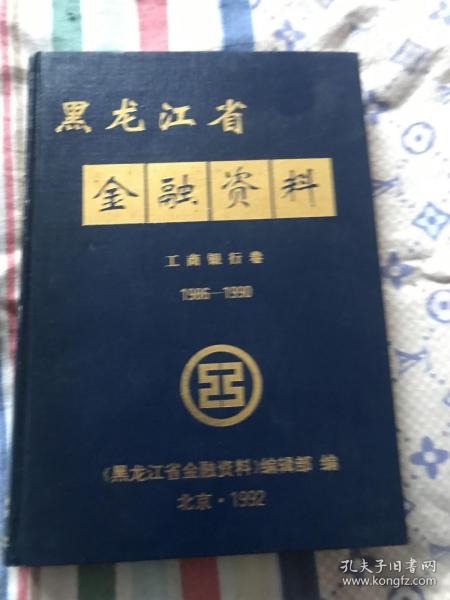 黑龙江省
金融资料
工商银行卷
1986—1990
《黑龙江省金融资料》编辑部 编
北京·1992
孔夫子旧书网
www.kongfz.com